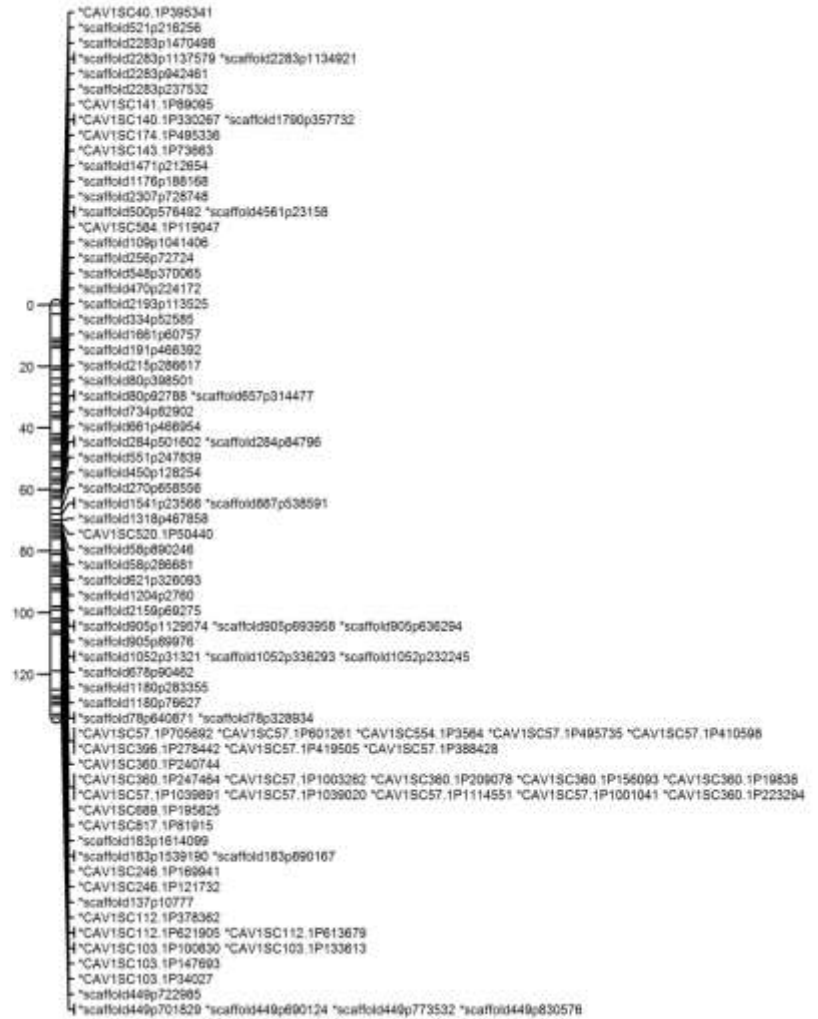 *CAV1SC40.1P395341
*scaffold521p216256
*scaffold2283p1470498
*scaffold2283p1137579 *scaffold2283p1134921
*scaffold2283p942461
*scaffold2283p237532
*CAV1SC141.1P89095
*CAV1SC140.1P330267 *scaffold1790p357732
*CAV1SC174.1P495336
*CAV1SC143.1P73663
*scaffold1471p212654
*scaffold1176p188168
*scaffold2307p728748
*scaffold500p576492 *scaffold4561p23158
*CAV1SC584.1P119047
*scaffold109p1041406
*scaffold256p72724
*scaffold548p370065
*scaffold470p224172
0 *scaffold2193p113525
*scaffold334p52585
*scaffold1661p60757
*scaffold191p466392
20 *scaffold215p286617
*scaffold80p398501
*scaffold80p92788 *scaffold657p314477
*scaffold734p82902
40 *scaffold661p466954
*scaffold284p501602 *scaffold284p84796
*scaffold551p247839
*scaffold450p128254
60 *scaffold270p658556
*scaffold1541p23566 *scaffold687p538591
*scaffold1318p467858
*CAV1SC520.1P50440
80 *scaffold58p890246
*scaffold58p286681
*scaffold621p326093
*scaffold1204p2760
100 *scaffold2159p69275
*scaffold905p1129574 *scaffold905p693958 *scaffold905p636294
*scaffold905p89976
*scaffold1052p31321 *scaffold1052p336293 *scaffold1052p232245
120 *scaffold678p90462
*scaffold1180p283355
*scaffold1180p76627
*scaffold78p640871 *scaffold78p328934
*CAV1SC57.1P705692 *CAV1SC57.1P601261 *CAV1SC554.1P3564 *CAV1SC57.1P495735 *CAV1SC57.1P410598
*CAV1SC396.1P278442 *CAV1SC57.1P419505 *CAV1SC57.1P388428
*CAV1SC360.1P240744
*CAV1SC360.1P247464 *CAV1SC57.1P1003262 *CAV1SC360.1P209078 *CAV1SC360.1P156093 *CAV1SC360.1P19838
*CAV1SC57.1P1039891 *CAV1SC57.1P1039020 *CAV1SC57.1P1114551 *CAV1SC57.1P1001041 *CAV1SC360.1P223294
*CAV1SC689.1P195625
*CAV1SC817.1P81915
*scaffold183p1614099
*scaffold183p1539190 *scaffold183p890167
*CAV1SC246.1P169941
*CAV1SC246.1P121732
*scaffold137p10777
*CAV1SC112.1P378362
*CAV1SC112.1P621905 *CAV1SC112.1P613679
*CAV1SC103.1P100830 *CAV1SC103.1P133613
*CAV1SC103.1P147693
*CAV1SC103.1P34027
*scaffold449p722985
*scaffold449p701829 *scaffold449p690124 *scaffold449p773532 *scaffold449p830576